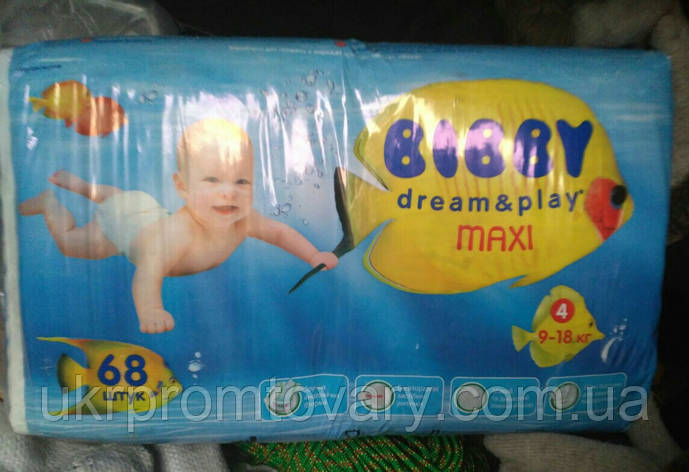 BIBBY
dream&play
MAXI
4
9-18.кг
68
штук
ukrpromtovary.com.ua